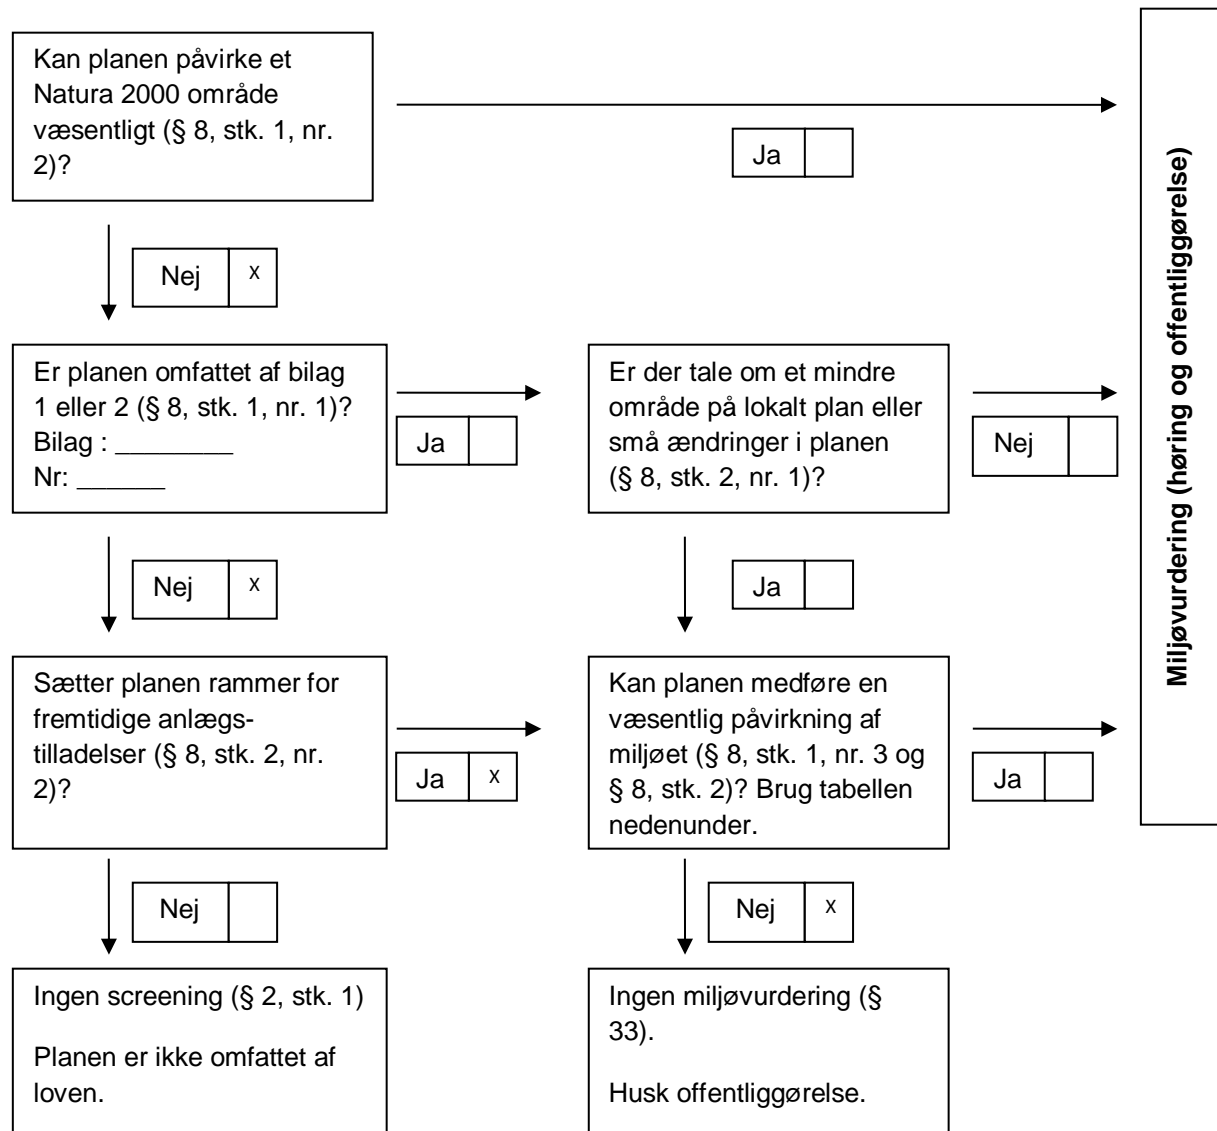 Kan planen påvirke et
Natura 2000 område
væsentligt (§ 8, stk. 1, nr.
2)?
Ja
Nej x
Er planen omfattet af bilag
1 eller 2 (§ 8, stk. 1, nr. 1)?
Bilag : ________
Nr: ______
Ja
Er der tale om et mindre
område på lokalt plan eller
små ændringer i planen
(§ 8, stk. 2, nr. 1)?
Nej
Nej x
Ja
Sætter planen rammer for
fremtidige anlægs-
tilladelser (§ 8, stk. 2, nr.
2)?
Ja x
Kan planen medføre en
væsentlig påvirkning af
miljøet (§ 8, stk. 1, nr. 3 og
§ 8, stk. 2)? Brug tabellen
nedenunder.
Ja
Nej
Nej x
Ingen screening (§ 2, stk. 1)
Planen er ikke omfattet af
loven.
Ingen miljøvurdering (§
33).
Husk offentliggørelse.
Miljøvurdering (høring og offentliggørelse)